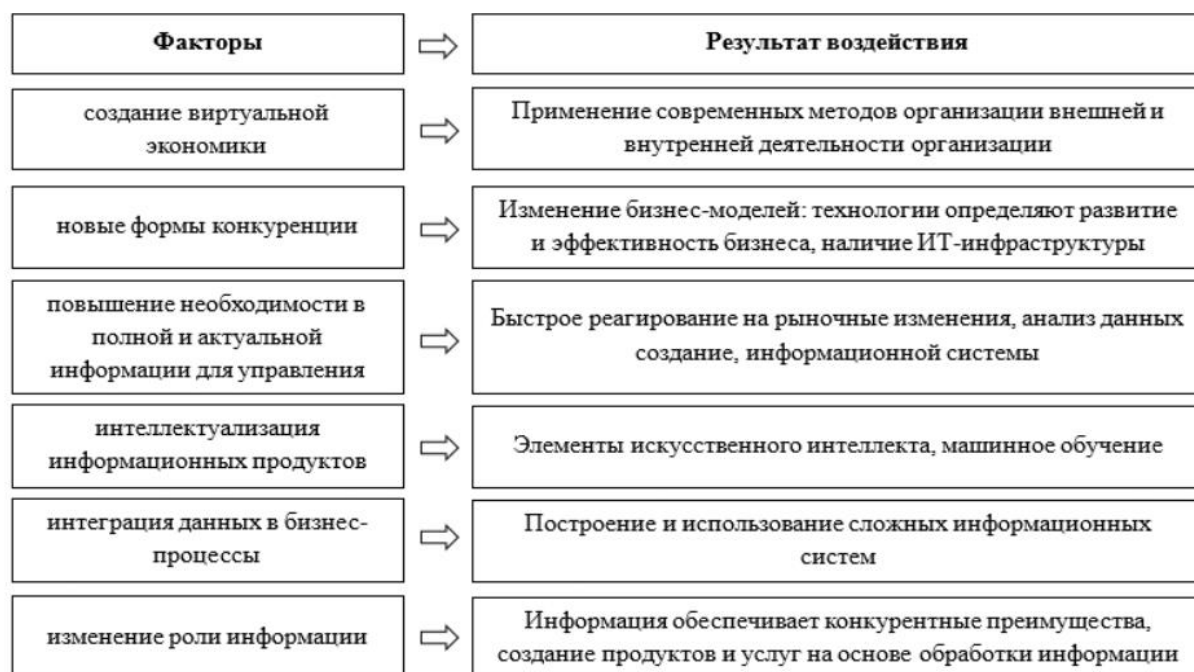 Факторы
Результат воздействия
создание виртуальной
экономики
Применение современных методов организации внешней и
внутренней деятельности организации
новые формы конкуренции
Изменение бизнес-моделей: технологии определяют развитие
и эффективность бизнеса, наличие ИТ-инфраструктуры
повышение необходимости в
полной и актуальной
информации для управления
Быстрое реагирование на рыночные изменения, анализ данных
создание, информационной системы
интеллектуализация
информационных продуктов
Элементы искусственного интеллекта, машинное обучение
интеграция данных в бизнес-
процессы
Построение и использование сложных информационных
систем
изменение роли информации
Информация обеспечивает конкурентные преимущества,
создание продуктов и услуг на основе обработки информации